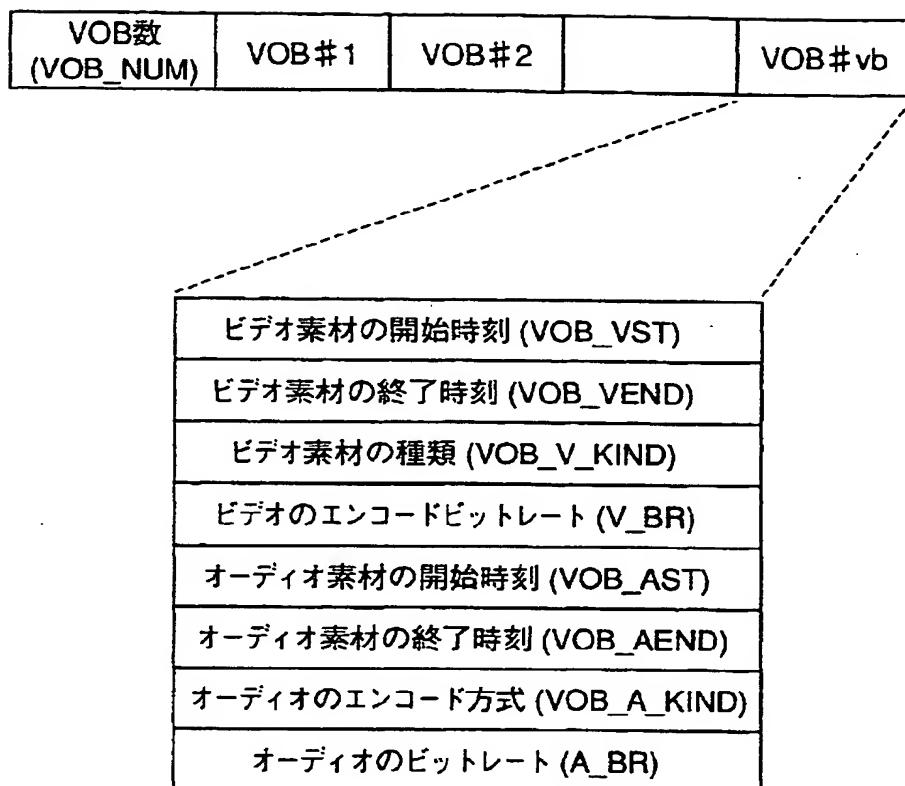 VOB数
(VOB_NUM)
VOB#1
VOB#2
VOB#vb
ビデオ素材の開始時刻 (VOB_VST)
ビデオ素材の終了時刻 (VOB_VEND)
ビデオ素材の種類 (VOB_V_KIND)
ビデオのエンコードビットレート (V_BR)
オーディオ素材の開始時刻 (VOB_AST)
オーディオ素材の終了時刻 (VOB_AEND)
オーディオのエンコード方式 (VOB_A_KIND)
オーディオのビットレート (A_BR)